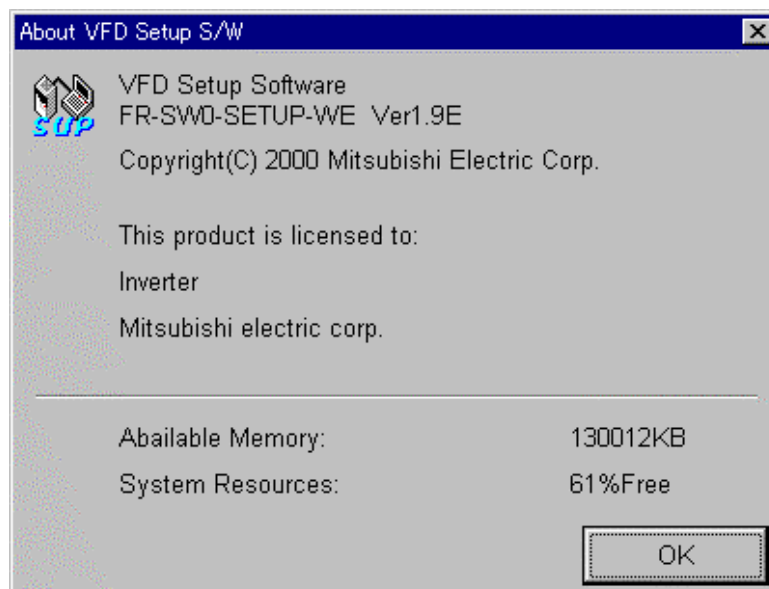 About VFD Setup S/W
SUP
VFD Setup Software
FR-SW0-SETUP-WE Ver1.9E
Copyright(C) 2000 Mitsubishi Electric Corp.
This product is licensed to:
Inverter
Mitsubishi electric corp.
Abailable Memory: 130012KB
System Resources: 61%Free
OK